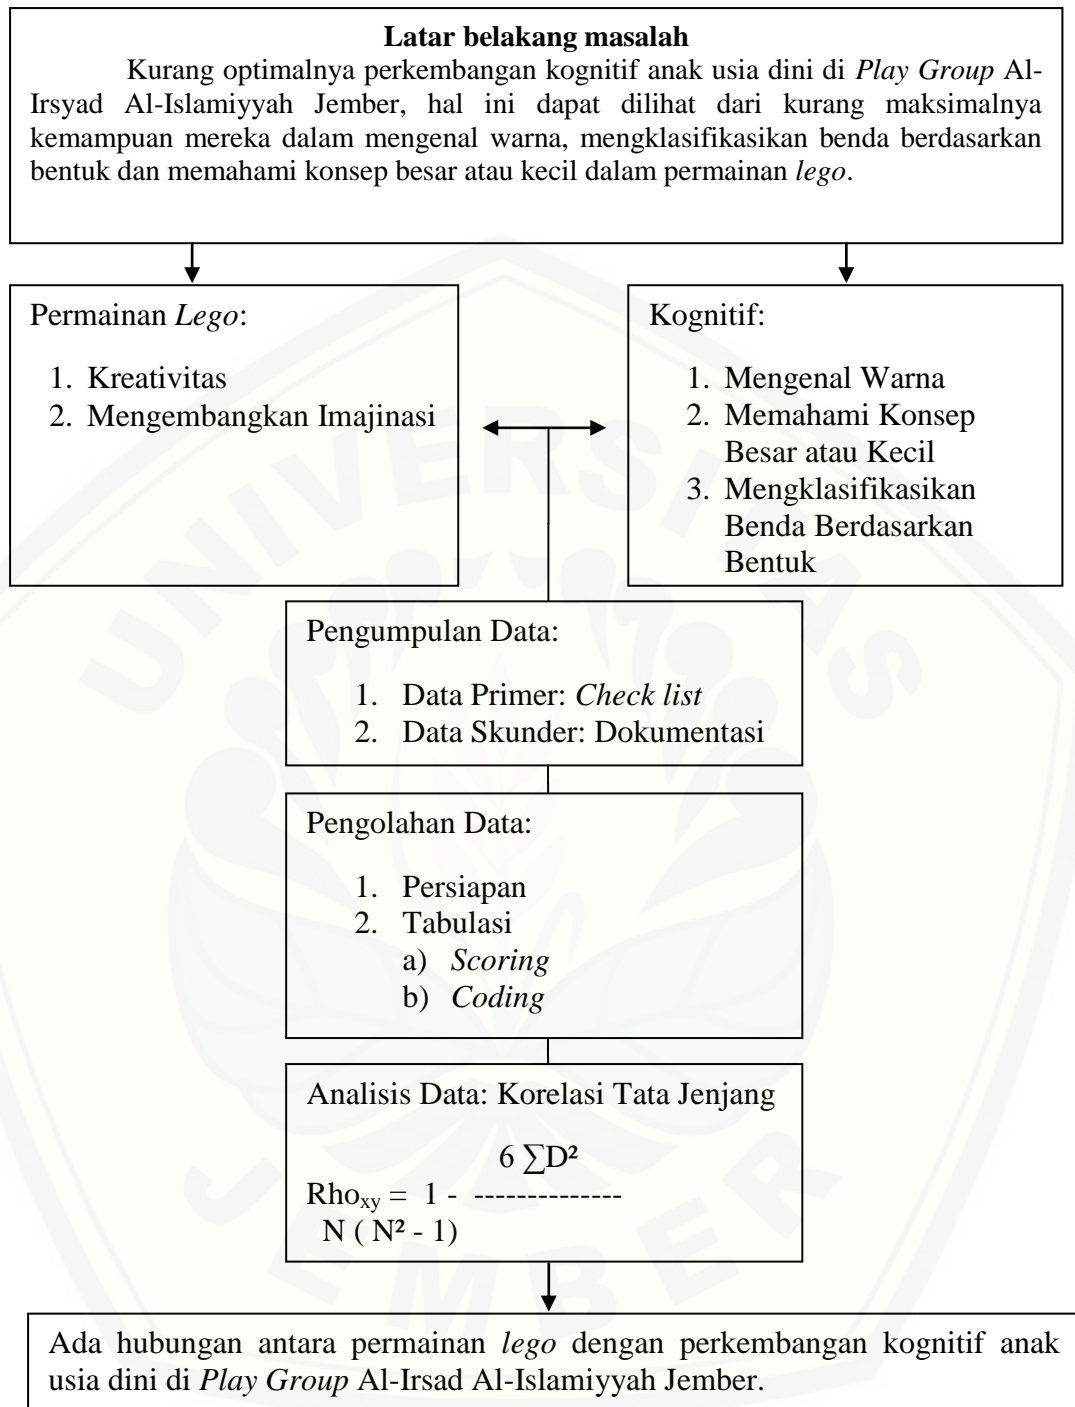 Latar belakang masalah
Kurang optimalnya perkembangan kognitif anak usia dini di Play Group Al-
Irsyad Al-Islamiyyah Jember, hal ini dapat dilihat dari kurang maksimalnya
kemampuan mereka dalam mengenal warna, mengklasifikasikan benda berdasarkan
bentuk dan memahami konsep besar atau kecil dalam permainan lego.
Permainan Lego:
1. Kreativitas
2. Mengembangkan Imajinasi
Kognitif:
1. Mengenal Warna
2. Memahami Konsep
Besar atau Kecil
3. Mengklasifikasikan
Benda Berdasarkan
Bentuk
Pengumpulan Data:
1. Data Primer: Check list
2. Data Skunder: Dokumentasi
Pengolahan Data:
1. Persiapan
2. Tabulasi
a) Scoring
b) Coding
Analisis Data: Korelasi Tata Jenjang
6 ∑D²
Rhoxy = 1 - --------------
N ( N² - 1)
Ada hubungan antara permainan lego dengan perkembangan kognitif anak
usia dini di Play Group Al-Irsad Al-Islamiyyah Jember.
UNIVERSITAS
JEMBER